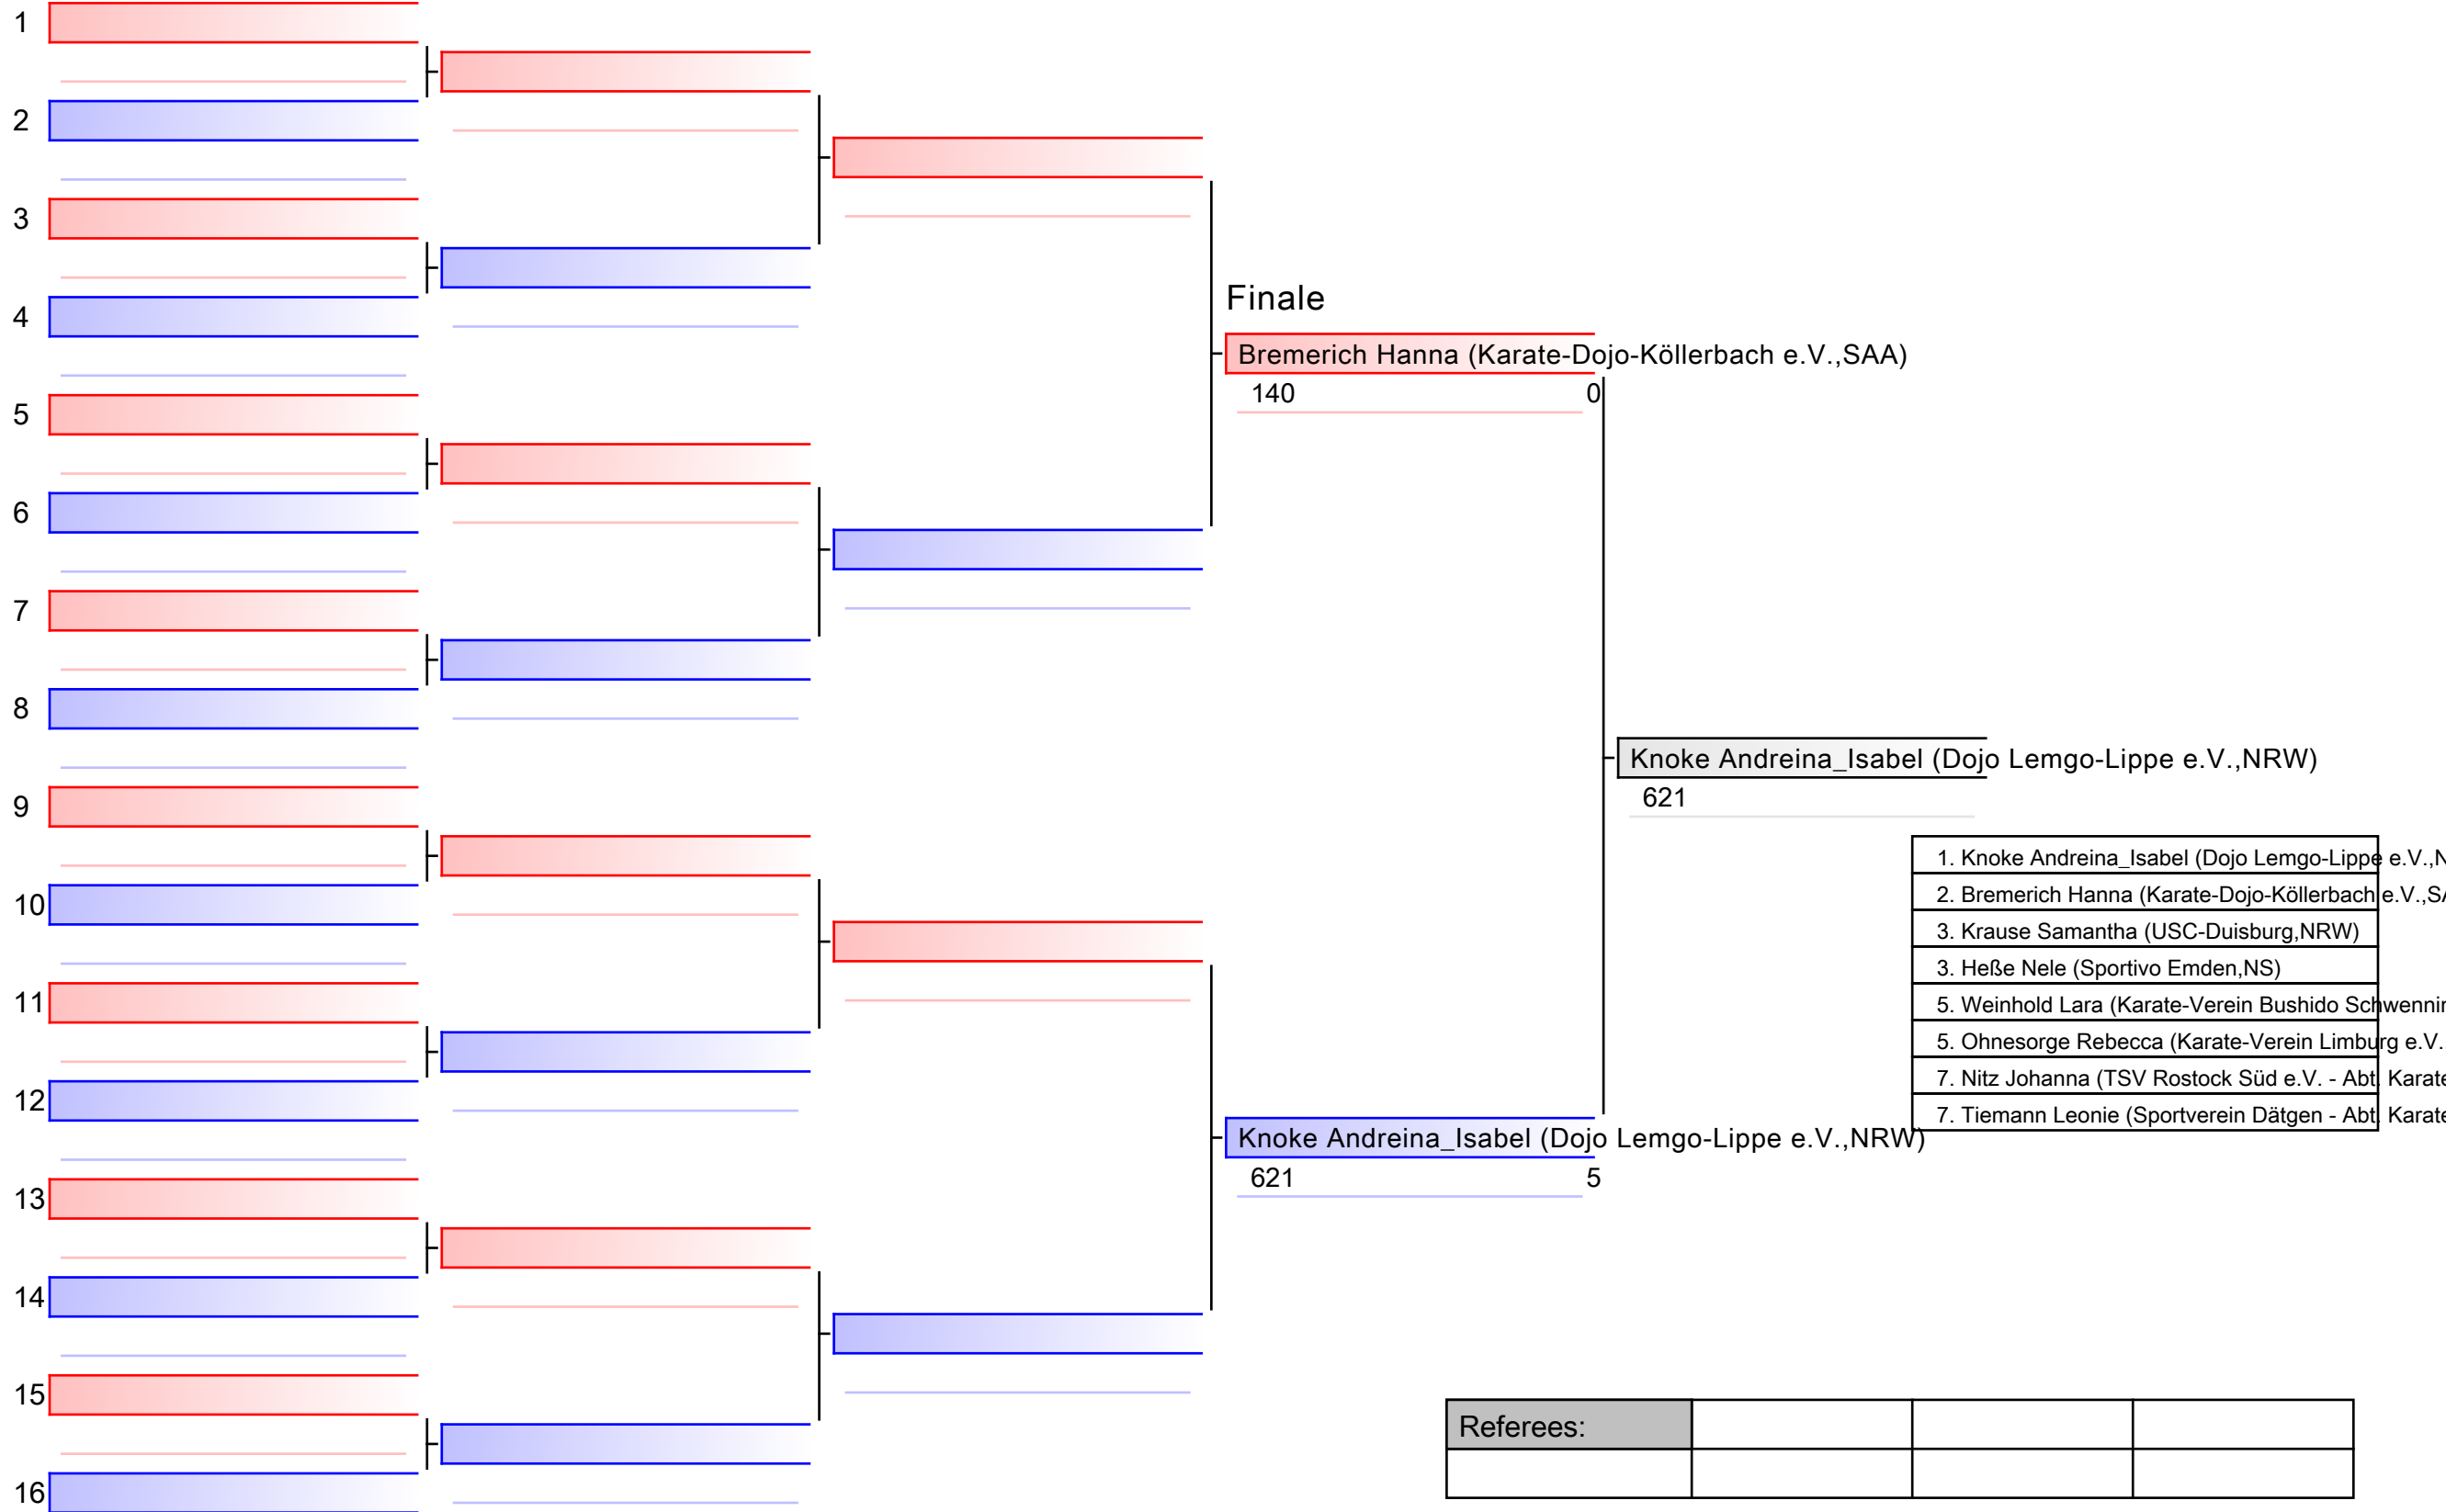 1
2
3
4
5
6
7
8
9
10
11
12
13
14
15
16
Finale
Bremerich Hanna (Karate-Dojo-Köllerbach e.V.,SAA)
140 0
Knoke Andreina_Isabel (Dojo Lemgo-Lippe e.V.,NRW)
621 5
Knoke Andreina_Isabel (Dojo Lemgo-Lippe e.V.,NRW)
621
1. Knoke Andreina_Isabel (Dojo Lemgo-Lippe e.V.,N
2. Bremerich Hanna (Karate-Dojo-Köllerbach e.V.,SA
3. Krause Samantha (USC-Duisburg,NRW)
3. Heße Nele (Sportivo Emden,NS)
5. Weinhold Lara (Karate-Verein Bushido Schwennin
5. Ohnesorge Rebecca (Karate-Verein Limburg e.V.
7. Nitz Johanna (TSV Rostock Süd e.V. - Abt. Karate
7. Tiemann Leonie (Sportverein Dätgen - Abt. Karate
Referees: